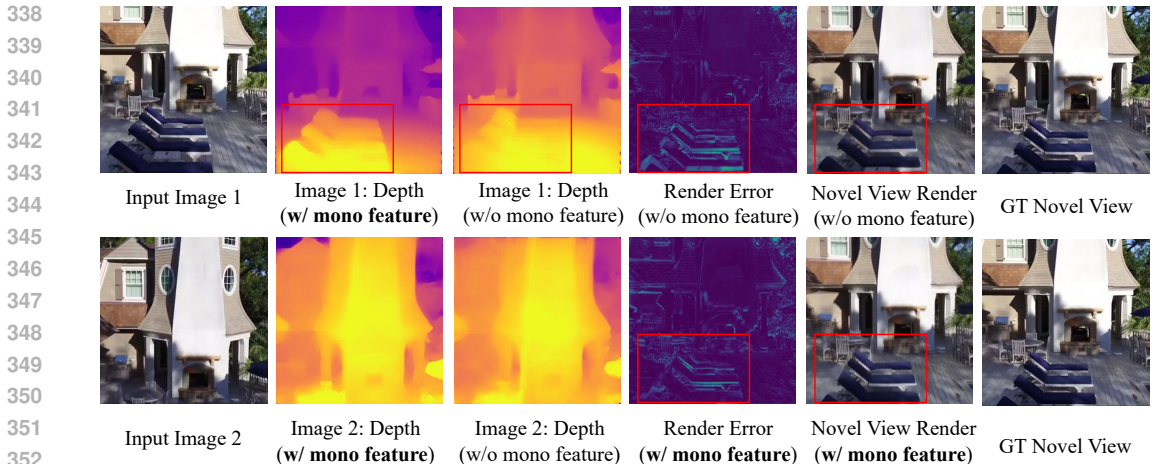 338
339
340
341
342
343
344
345
346
347
348
349
350
351
352
Input Image 1
Image 1: Depth
(w/ mono feature)
Image 1: Depth
(w/o mono feature)
Render Error
(w/o mono feature)
Novel View Render
(w/o mono feature)
GT Novel View
Input Image 2
Image 2: Depth
(w/ mono feature)
Image 2: Depth
(w/o mono feature)
Render Error
(w/ mono feature)
Novel View Render
(w/ mono feature)
GT Novel View